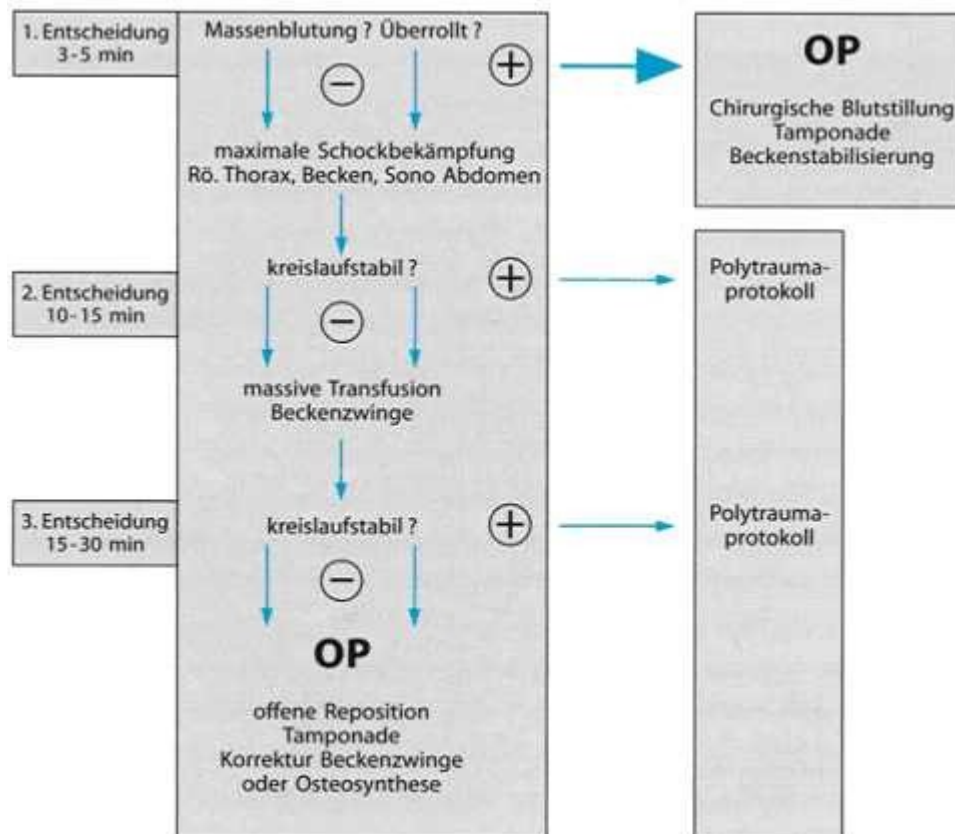 1. Entscheidung
3-5 min
Massenblutung ? Überrollt ?
−
+
OP
Chirurgische Blutstillung
Tamponade
Beckenstabilisierung
maximale Schockbekämpfung
Rö. Thorax, Becken, Sono Abdomen
2. Entscheidung
10-15 min
kreislaufstabil ?
+
−
Polytrauma-
protokoll
massive Transfusion
Beckenzwinge
3. Entscheidung
15-30 min
kreislaufstabil ?
+
−
Polytrauma-
protokoll
OP
offene Reposition
Tamponade
Korrektur Beckenzwinge
oder Osteosynthese